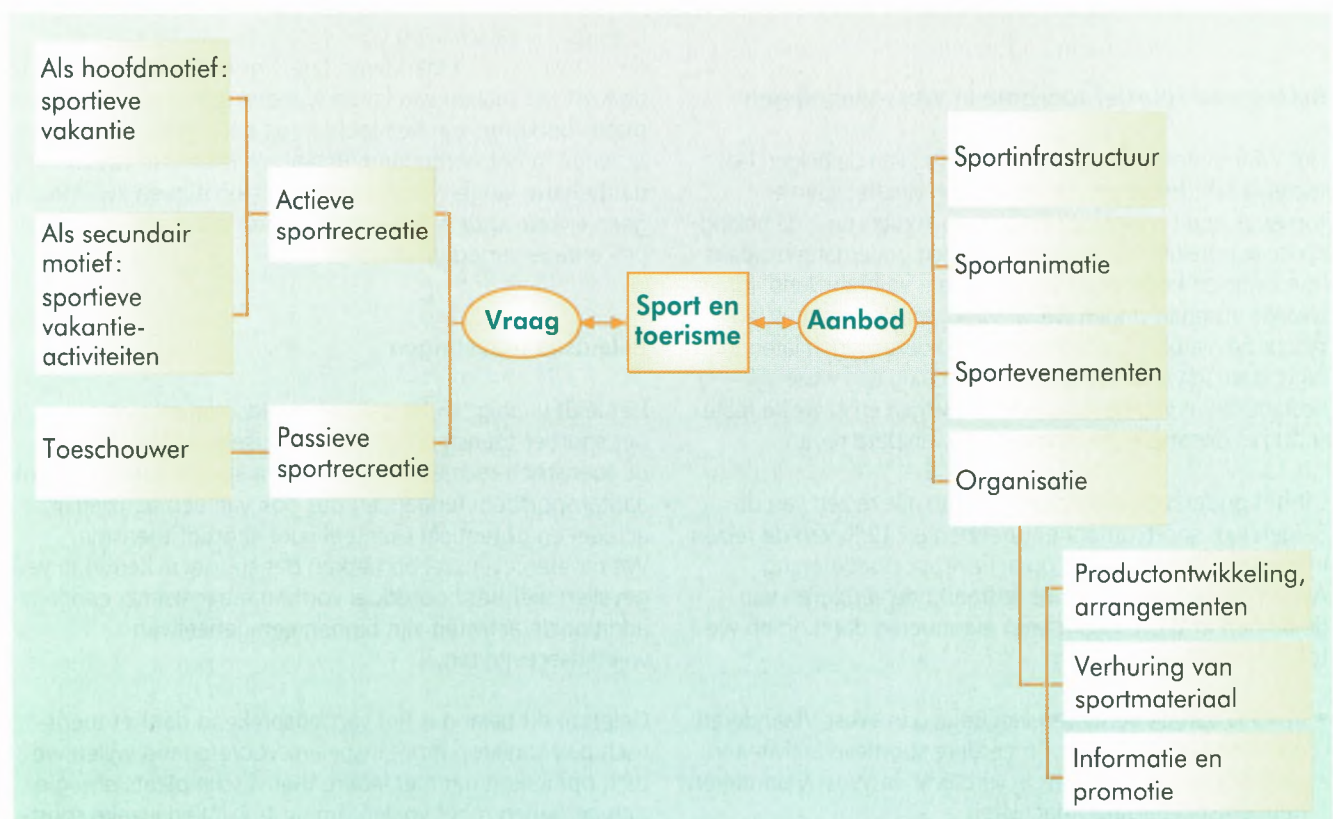 Als hoofdmotief:
sportieve
vakantie
Als secundair
motief:
sportieve
vakantie-
activiteiten
Toeschouwer
Actieve
sportrecreatie
Passieve
sportrecreatie
Vraag
Sport en
toerisme
Aanbod
Sportinfrastructuur
Sportanimatie
Sportevenementen
Organisatie
Productontwikkeling,
arrangementen
Verhuring van
sportmateriaal
Informatie en
promotie